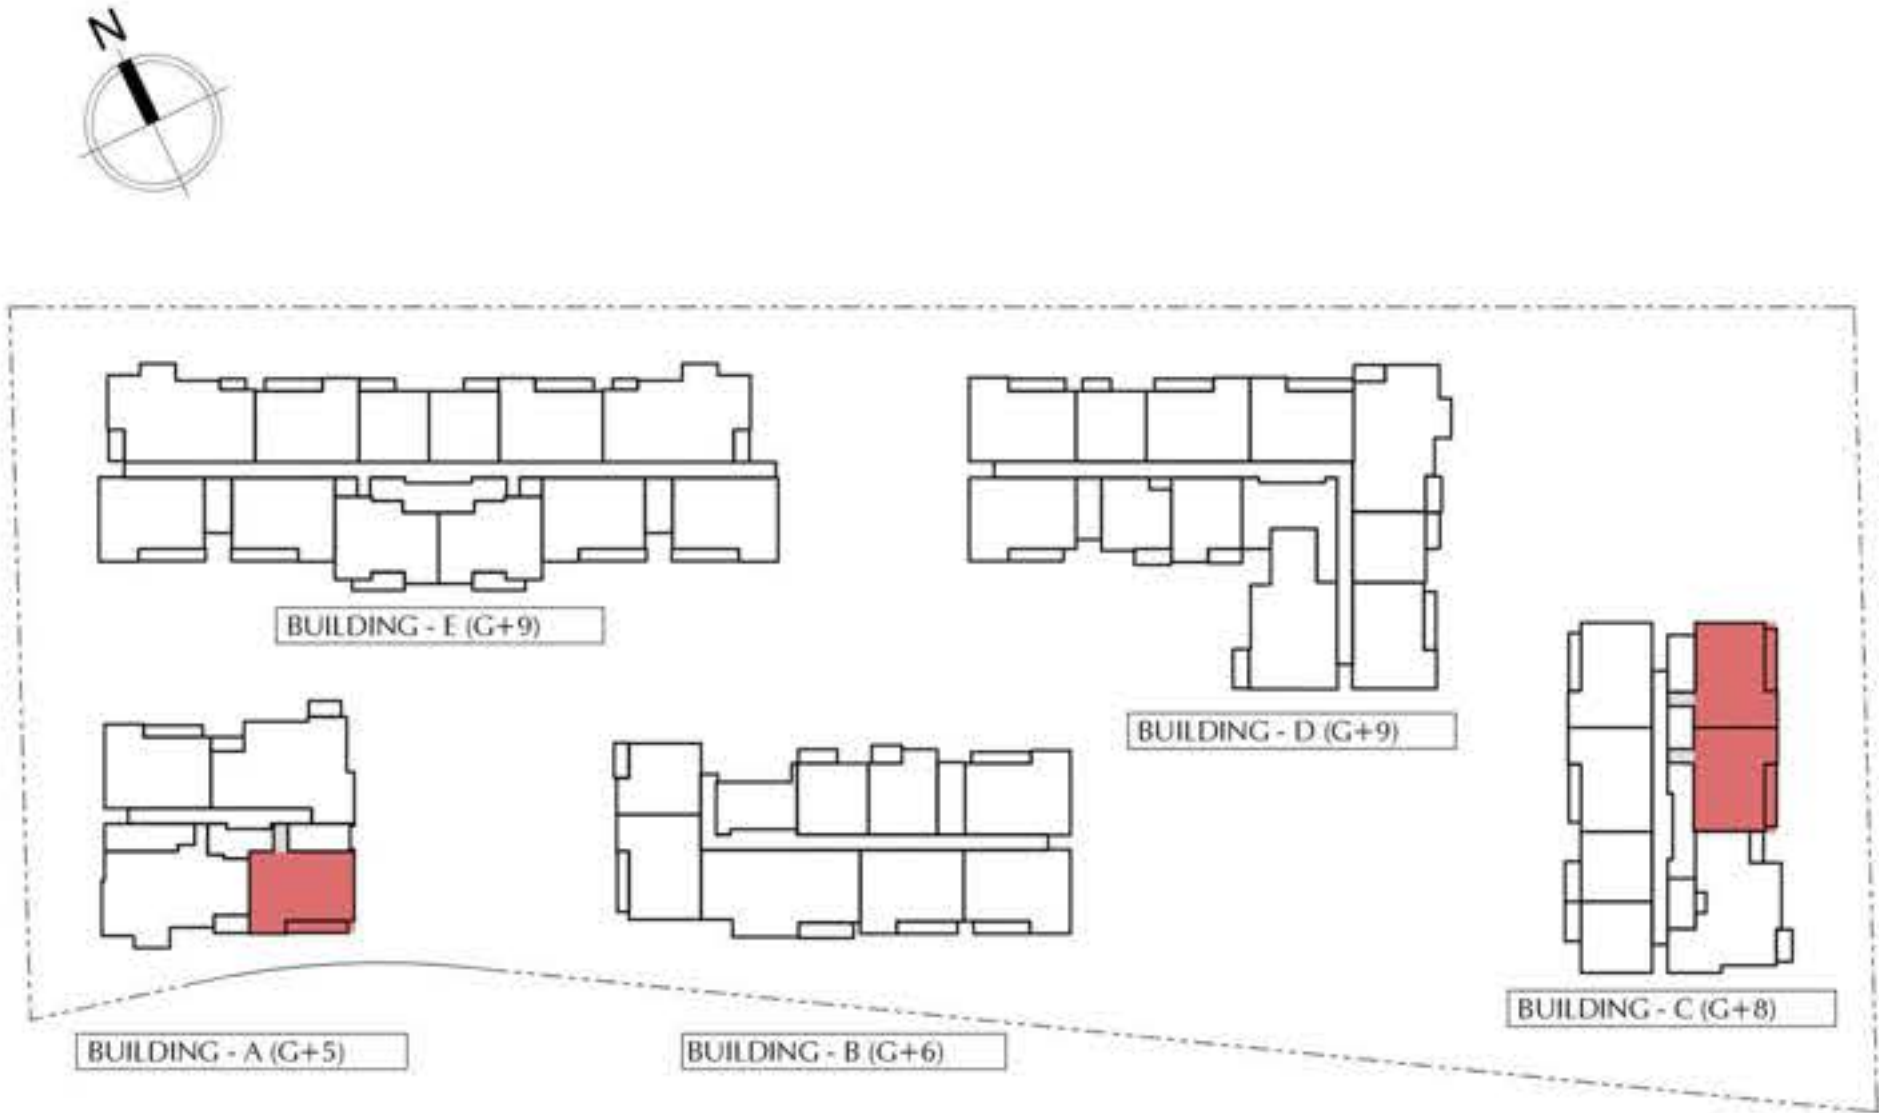 N
BUILDING - E (G+9)
BUILDING - D (G+9)
BUILDING - C (G+8)
BUILDING - A (G+5)
BUILDING - B (G+6)